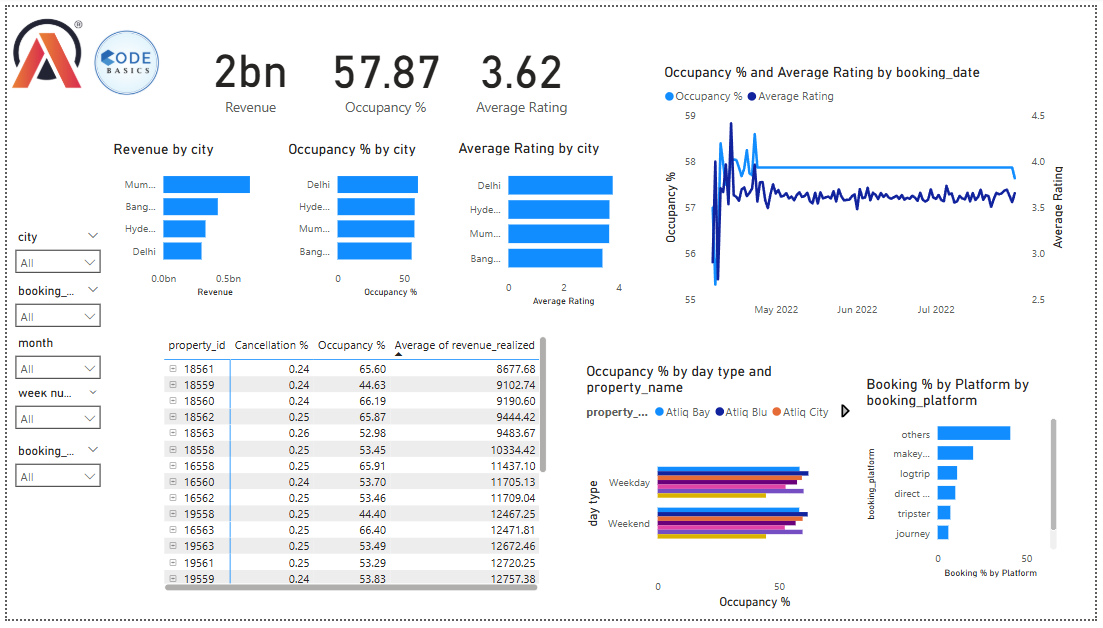 ®
CODE
BASICS
2bn
Revenue
57.87
Occupancy %
3.62
Average Rating
Revenue by city
Mum...
Bang...
Hyde...
Delhi
0.0bn 0.5bn
Revenue
Occupancy % by city
Delhi
Hyde...
Mum...
Bang...
0 50
Occupancy %
Average Rating by city
Delhi
Hyde...
Mum...
Bang...
0 2 4
Average Rating
Occupancy % and Average Rating by booking_date
Occupancy % Average Rating
59
58
57
56
55
Occupancy %
4.5
4.0
3.5
3.0
2.5
Average Rating
May 2022 Jun 2022 Jul 2022
city
All
booking_...
All
month
All
week nu...
All
booking_...
All
property_id Cancellation % Occupancy % Average of revenue_realized
18561 0.24 65.60 8677.68
18559 0.24 44.63 9102.74
18560 0.24 66.19 9190.60
18562 0.25 65.87 9444.42
18563 0.26 52.98 9483.67
18558 0.25 53.45 10334.42
16558 0.25 65.91 11437.10
16560 0.24 53.70 11705.13
16562 0.25 53.46 11709.04
19558 0.25 44.40 12467.25
16563 0.25 66.40 12471.81
19563 0.25 53.49 12672.46
16561 0.25 53.29 12720.25
19559 0.24 53.83 12757.38
Occupancy % by day type and
property_name
property_... Atliq Bay Atliq Blu Atliq City
day type
Weekday
Weekend
0 50
Occupancy %
Booking % by Platform by
booking_platform
booking_platform
others
makey...
logtrip
direct ...
tripster
journey
0 50
Booking % by Platform